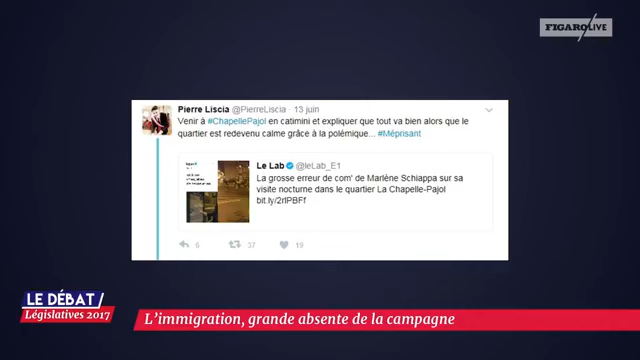 FIGARO/LIVE
Pierre Liscia @PierreLiscia · 13 juin
Venir à #ChapellePajol en catimini et expliquer que tout va bien alors que le
quartier est redevenu calme grâce à la polémique... #Méprisant
Le Lab @leLab_E1
La grosse erreur de com' de Marlène Schiappa sur sa
visite nocturne dans le quartier La Chapelle-Pajol
bit.ly/2rlPBFf
6 37 19
LE DÉBAT/
Législatives 2017
L'immigration, grande absente de la campagne